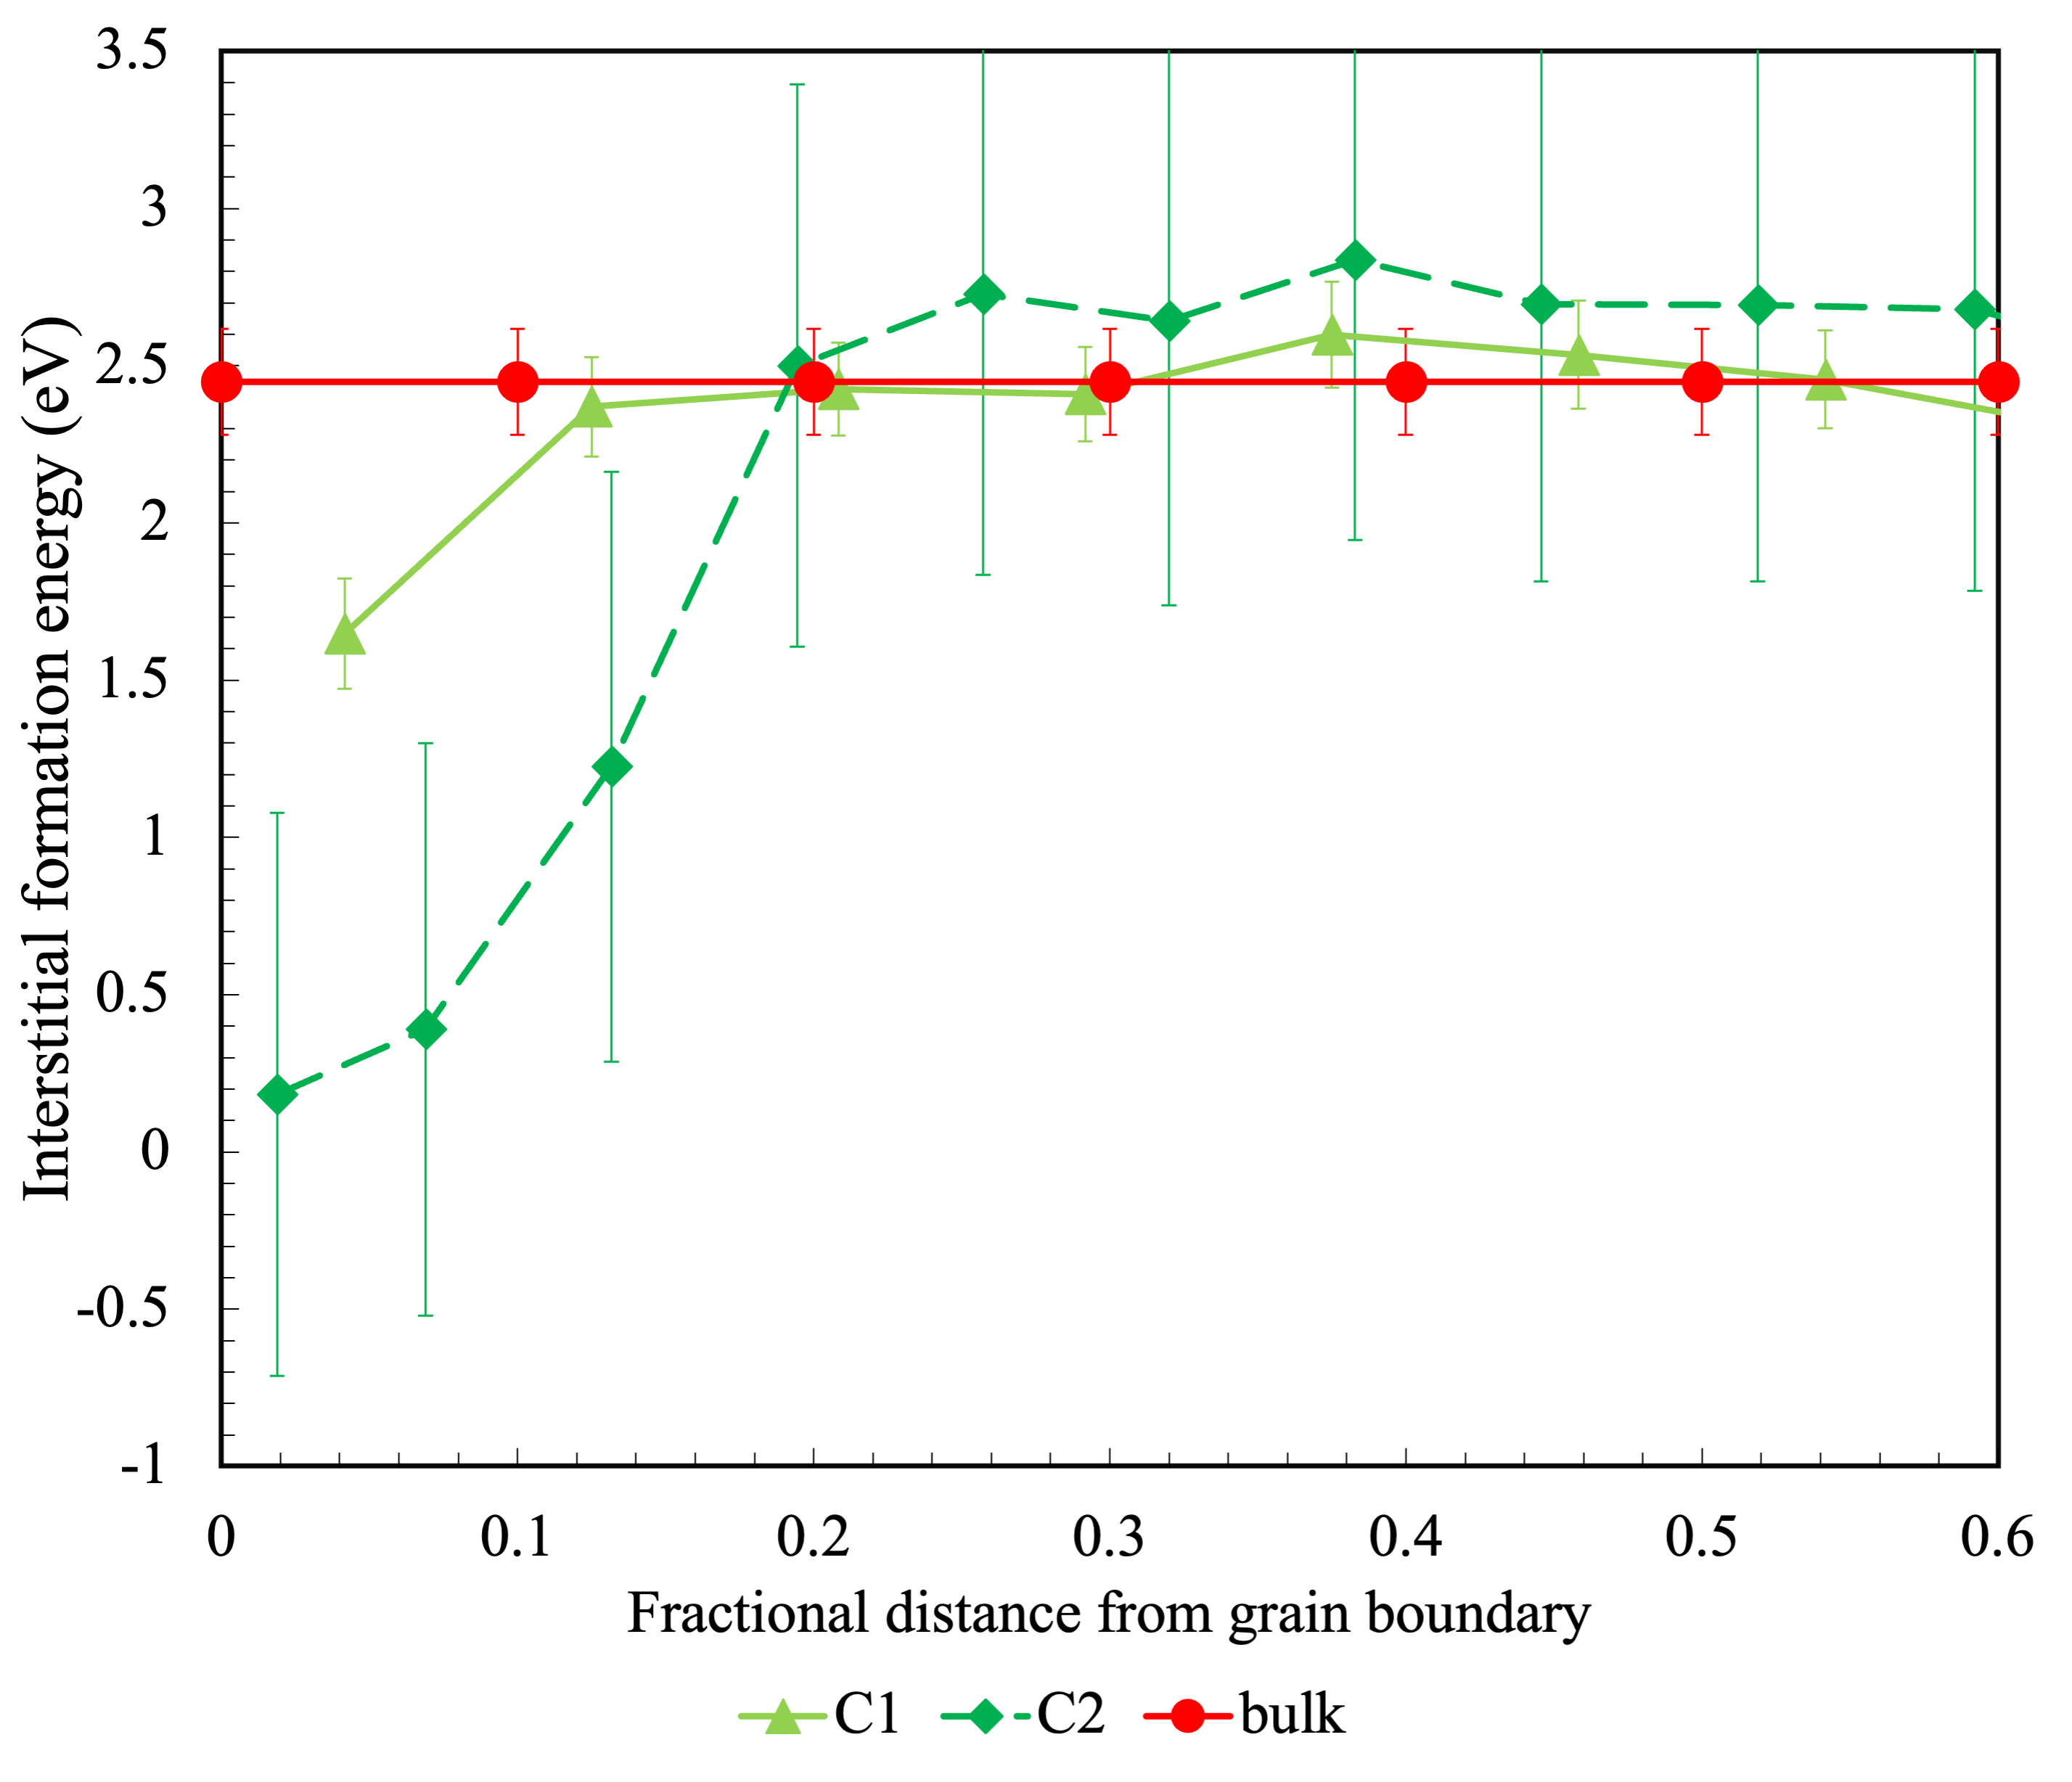 3.5
3
2.5
2
1.5
1
0.5
0
-0.5
-1
Interstitial formation energy (eV)
0 0.1 0.2 0.3 0.4 0.5 0.6
Fractional distance from grain boundary
C1 C2 bulk